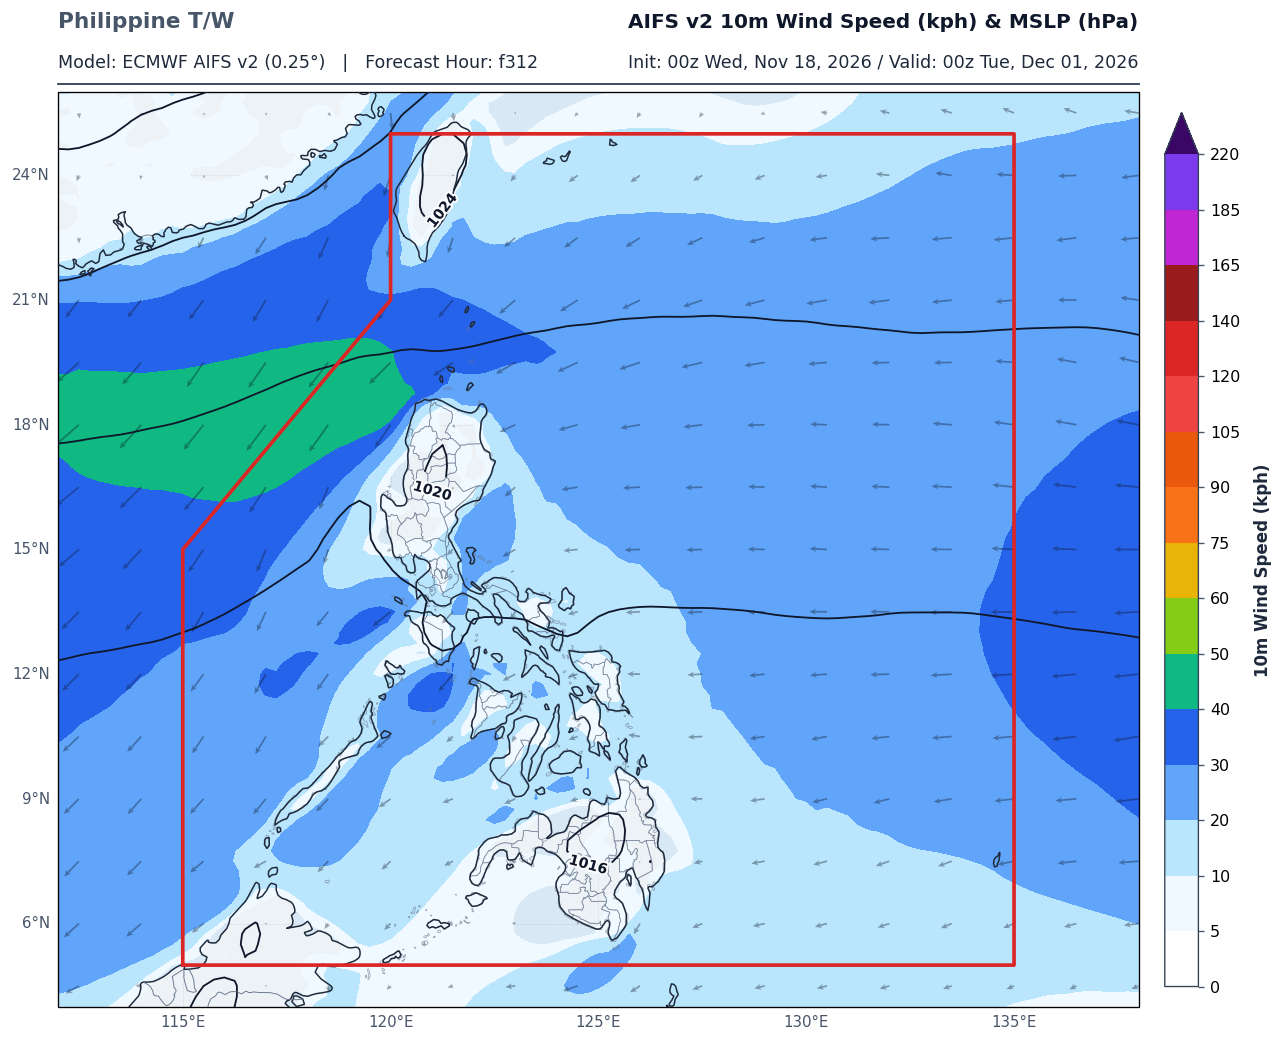 Philippine T/W
AIFS v2 10m Wind Speed (kph) & MSLP (hPa)
Model: ECMWF AIFS v2 (0.25°) | Forecast Hour: f312
Init: 00z Wed, Nov 18, 2026 / Valid: 00z Tue, Dec 01, 2026
24°N
21°N
18°N
15°N
12°N
9°N
6°N
1024
1020
1016
115°E
120°E
125°E
130°E
135°E
220
185
165
140
120
105
90
75
60
50
40
30
20
10
5
0
10m Wind Speed (kph)